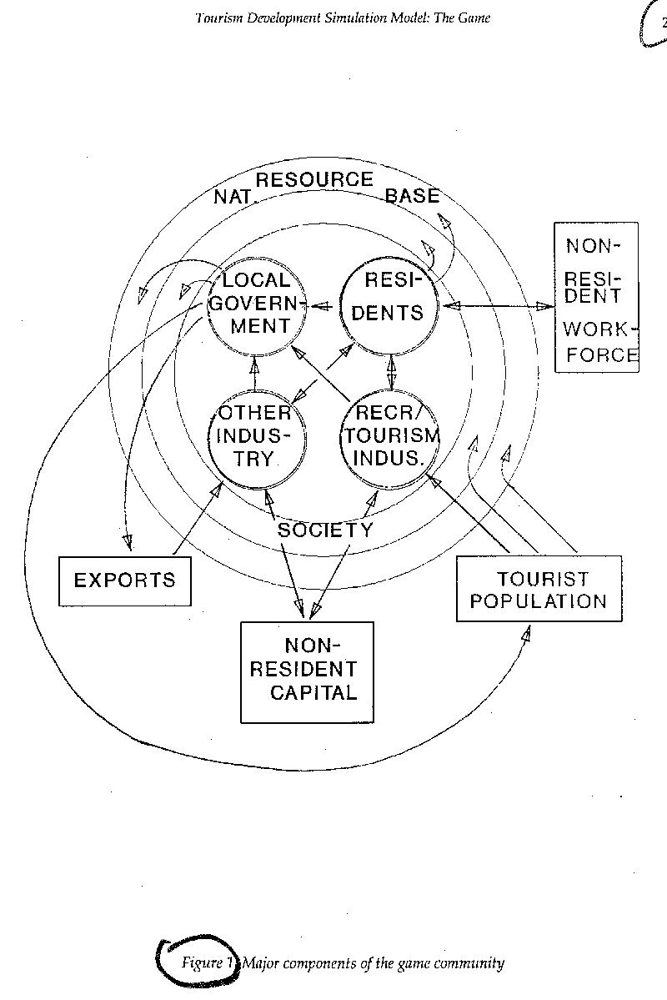 Tourism Development Simulation Model: The Game
2
RESOURCE
NAT. BASE
LOCAL
GOVERN-
MENT
RESI-
DENTS
NON-
RESI-
DENT
WORK-
FORCE
OTHER
INDUS-
TRY
RECR/
TOURISM
INDUS.
SOCIETY
EXPORTS
TOURIST
POPULATION
NON-
RESIDENT
CAPITAL
Figure 1 Major components of the game community